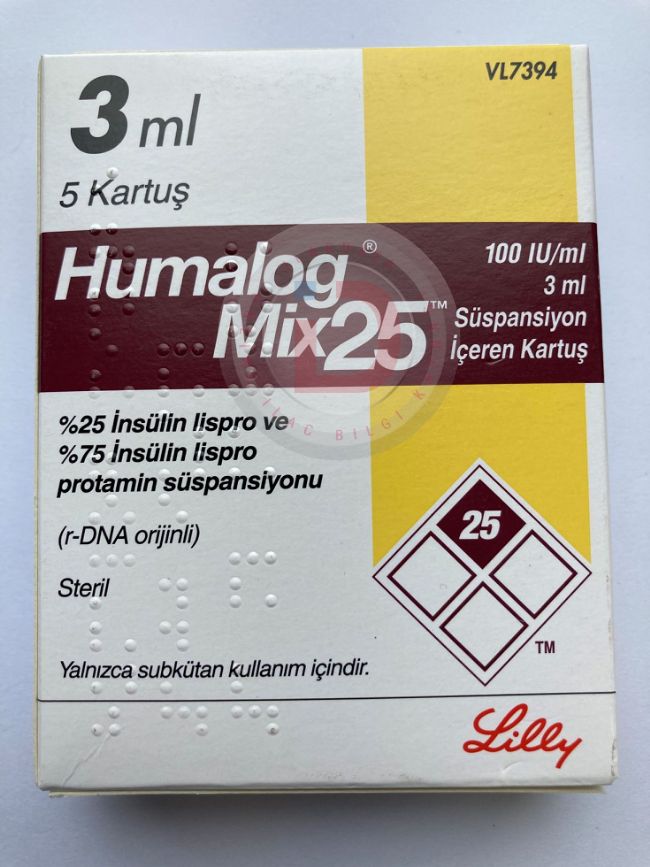 VL7394
3 ml
5 Kartuş
Humalog®
Mix25™
100 IU/ml
3 ml
Süspansiyon
İçeren Kartuş
%25 İnsülin lispro ve
%75 İnsülin lispro
protamin süspansiyonu
(r-DNA orijinli)
Steril
Yalnızca subkütan kullanım içindir.
25
TM
Lilly